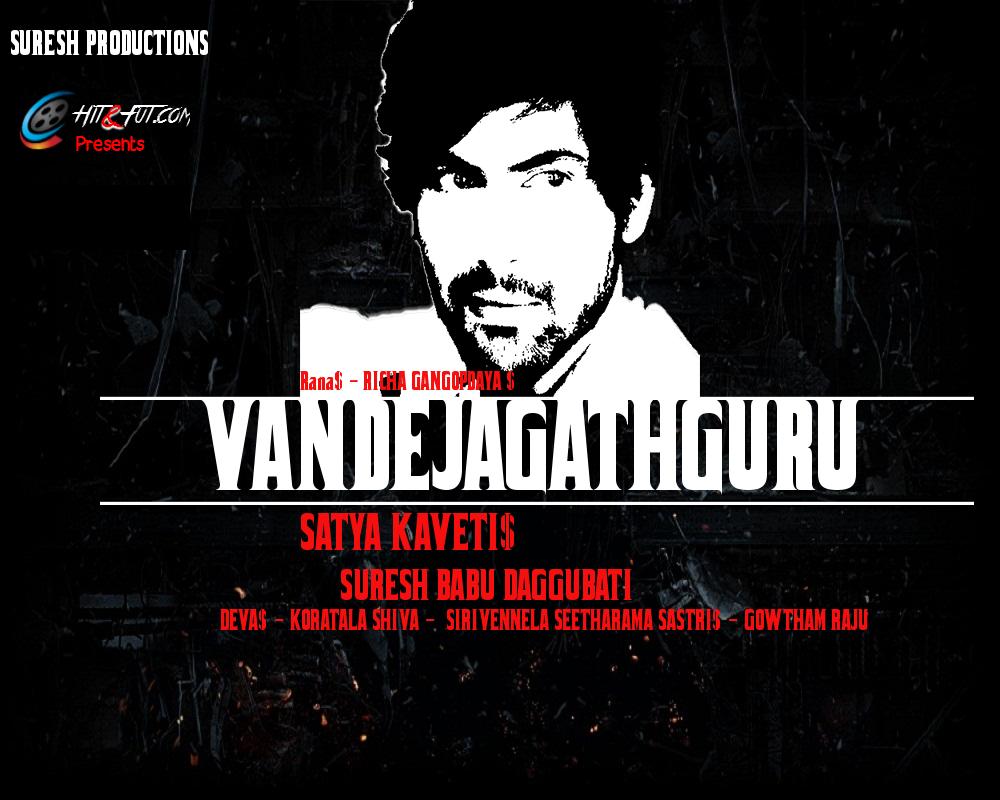 SURESH PRODUCTIONS
HIT&FUT.COM
Presents
Rana$ - RICHA GANGOPDAYA $
VANDEJAGATHGURU
SATYA KAVETI$
SURESH BABU DAGGUBATI
DEVA$ - KORATALA SHIVA - SIRIVENNELA SEETHARAMA SASTRI$ - GOWTHAM RAJU